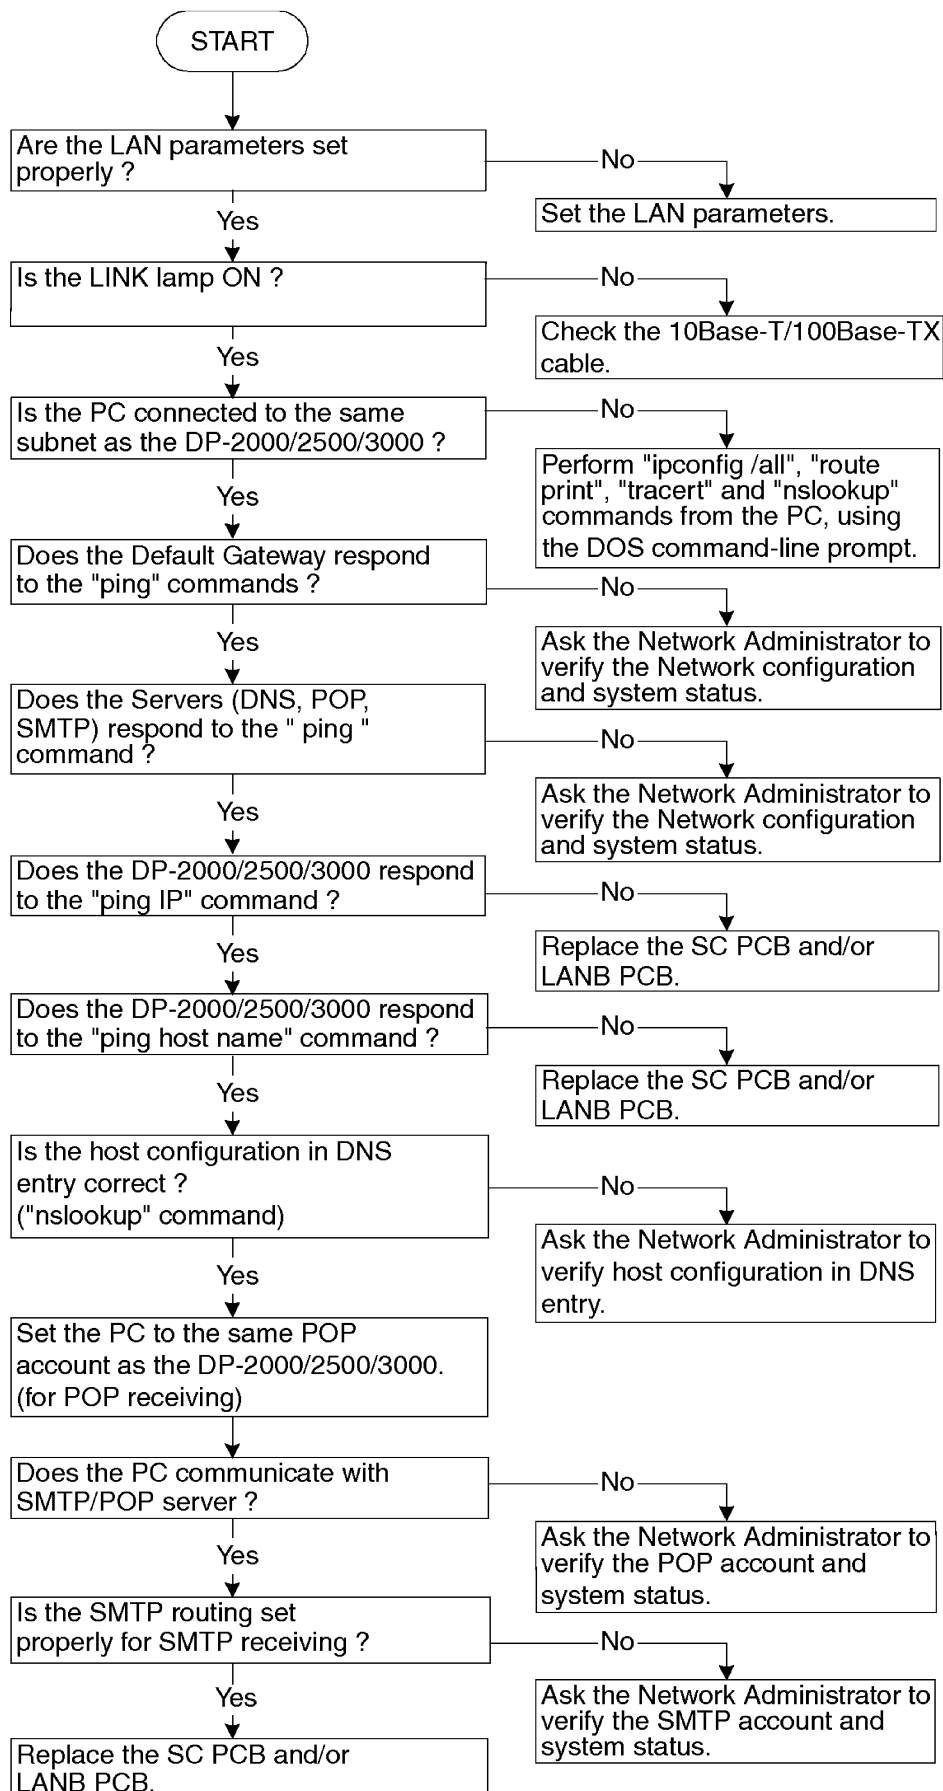 START
Are the LAN parameters set
properly ?
No
Set the LAN parameters.
Yes
Is the LINK lamp ON ?
No
Check the 10Base-T/100Base-TX
cable.
Yes
Is the PC connected to the same
subnet as the DP-2000/2500/3000 ?
No
Perform "ipconfig /all", "route
print", "tracert" and "nslookup"
commands from the PC, using
the DOS command-line prompt.
Yes
Does the Default Gateway respond
to the "ping" commands ?
No
Ask the Network Administrator to
verify the Network configuration
and system status.
Yes
Does the Servers (DNS, POP,
SMTP) respond to the " ping "
command ?
No
Ask the Network Administrator to
verify the Network configuration
and system status.
Yes
Does the DP-2000/2500/3000 respond
to the "ping IP" command ?
No
Replace the SC PCB and/or
LANB PCB.
Yes
Does the DP-2000/2500/3000 respond
to the "ping host name" command ?
No
Replace the SC PCB and/or
LANB PCB.
Yes
Is the host configuration in DNS
entry correct ?
("nslookup" command)
No
Ask the Network Administrator to
verify host configuration in DNS
entry.
Yes
Set the PC to the same POP
account as the DP-2000/2500/3000.
(for POP receiving)
Does the PC communicate with
SMTP/POP server ?
No
Ask the Network Administrator to
verify the POP account and
system status.
Yes
Is the SMTP routing set
properly for SMTP receiving ?
No
Ask the Network Administrator to
verify the SMTP account and
system status.
Yes
Replace the SC PCB and/or
LANB PCB.